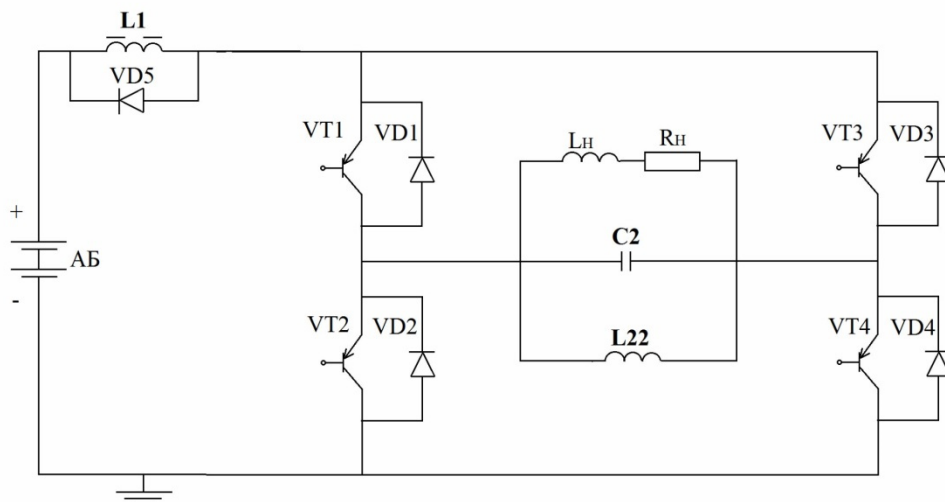 L1
VD5
VT1
VD1
Lн
Rн
VT3
VD3
+
АБ
-
C2
VT2
VD2
L22
VT4
VD4